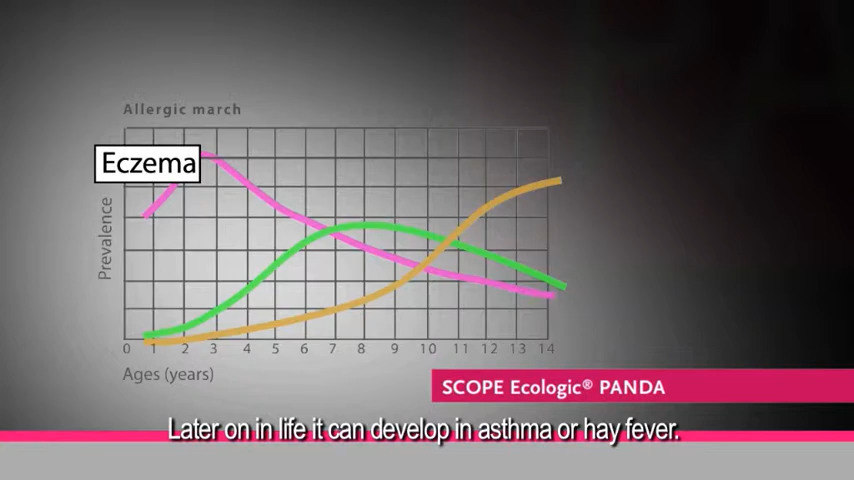 Allergic march
Eczema
Prevalence
0 1 2 3 4 5 6 7 8 9 10 11 12 13 14
Ages (years)
SCOPE Ecologic® PANDA
Later on in life it can develop in asthma or hay fever.